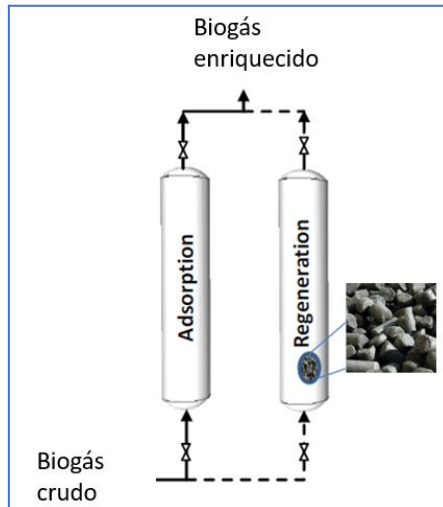 Biogás
enriquecido
Adsorption
Regeneration
Biogás
crudo